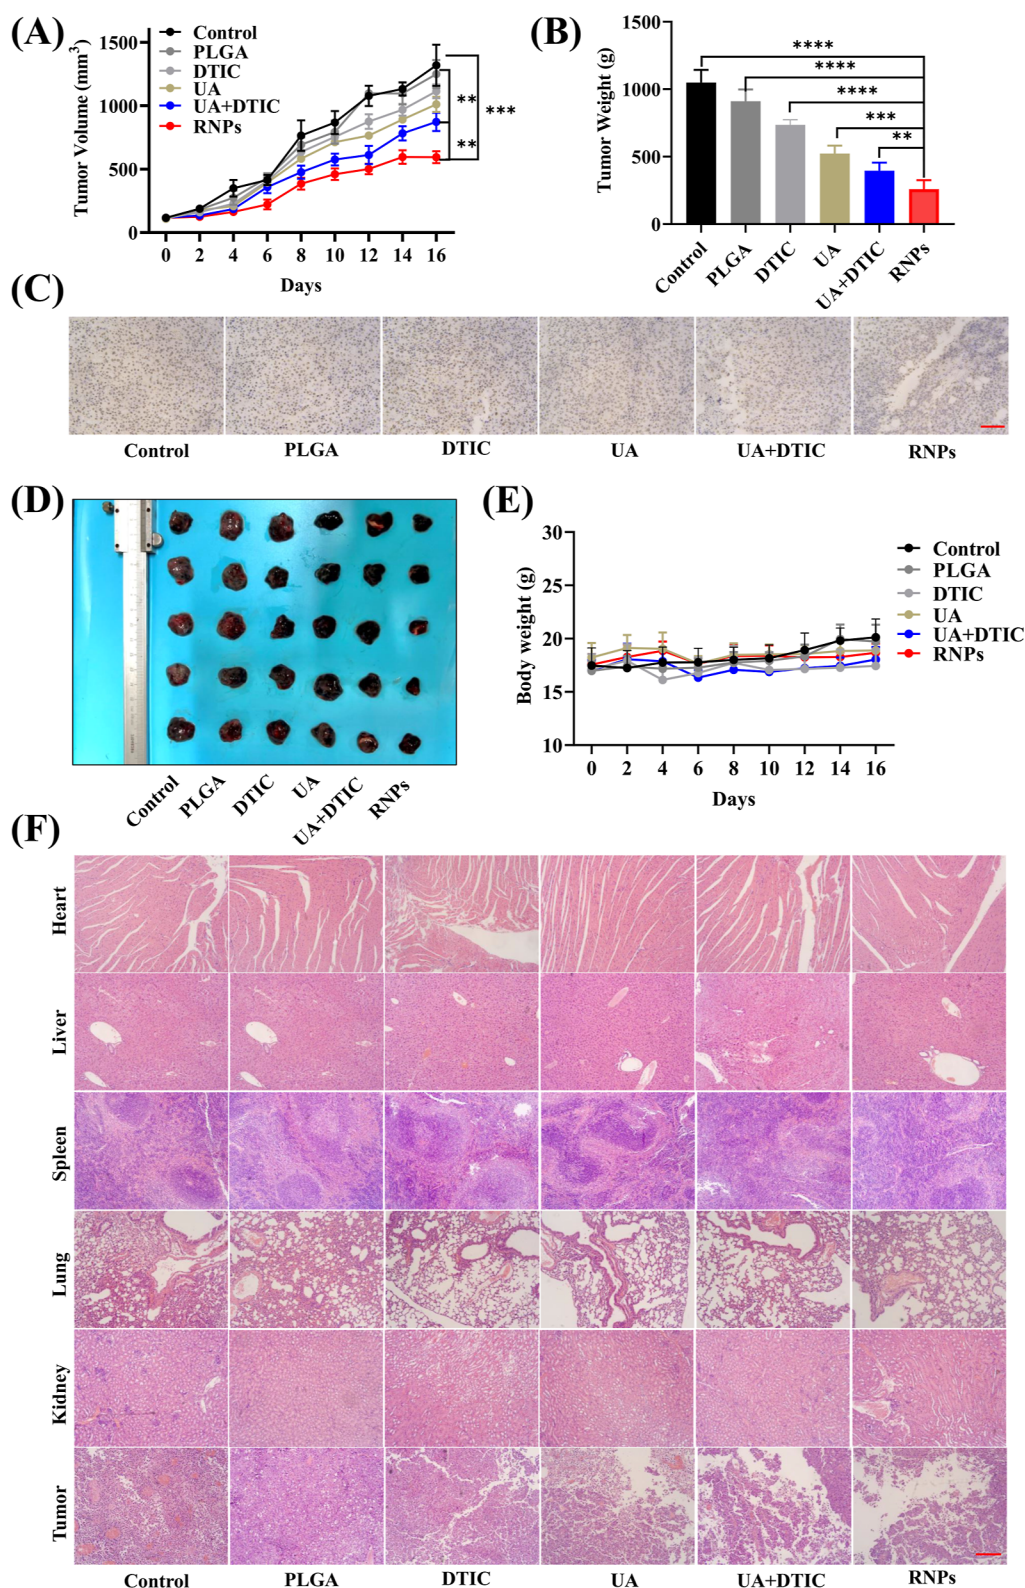 (A)
Tumor Volume (mm³)
1500
1000
500
0
0 2 4 6 8 10 12 14 16
Days
Control
PLGA
DTIC
UA
UA+DTIC
RNPs
**
**
***
(B)
Tumor Weight (g)
1500
1000
500
0
****
****
****
***
**
Control PLGA DTIC UA UA+DTIC RNPs
(C)
Control PLGA DTIC UA UA+DTIC RNPs
(D)
Control PLGA DTIC UA UA+DTIC RNPs
(E)
Body weight (g)
30
25
20
15
10
0 2 4 6 8 10 12 14 16
Days
Control
PLGA
DTIC
UA
UA+DTIC
RNPs
(F)
Heart
Liver
Spleen
Lung
Kidney
Tumor
Control PLGA DTIC UA UA+DTIC RNPs